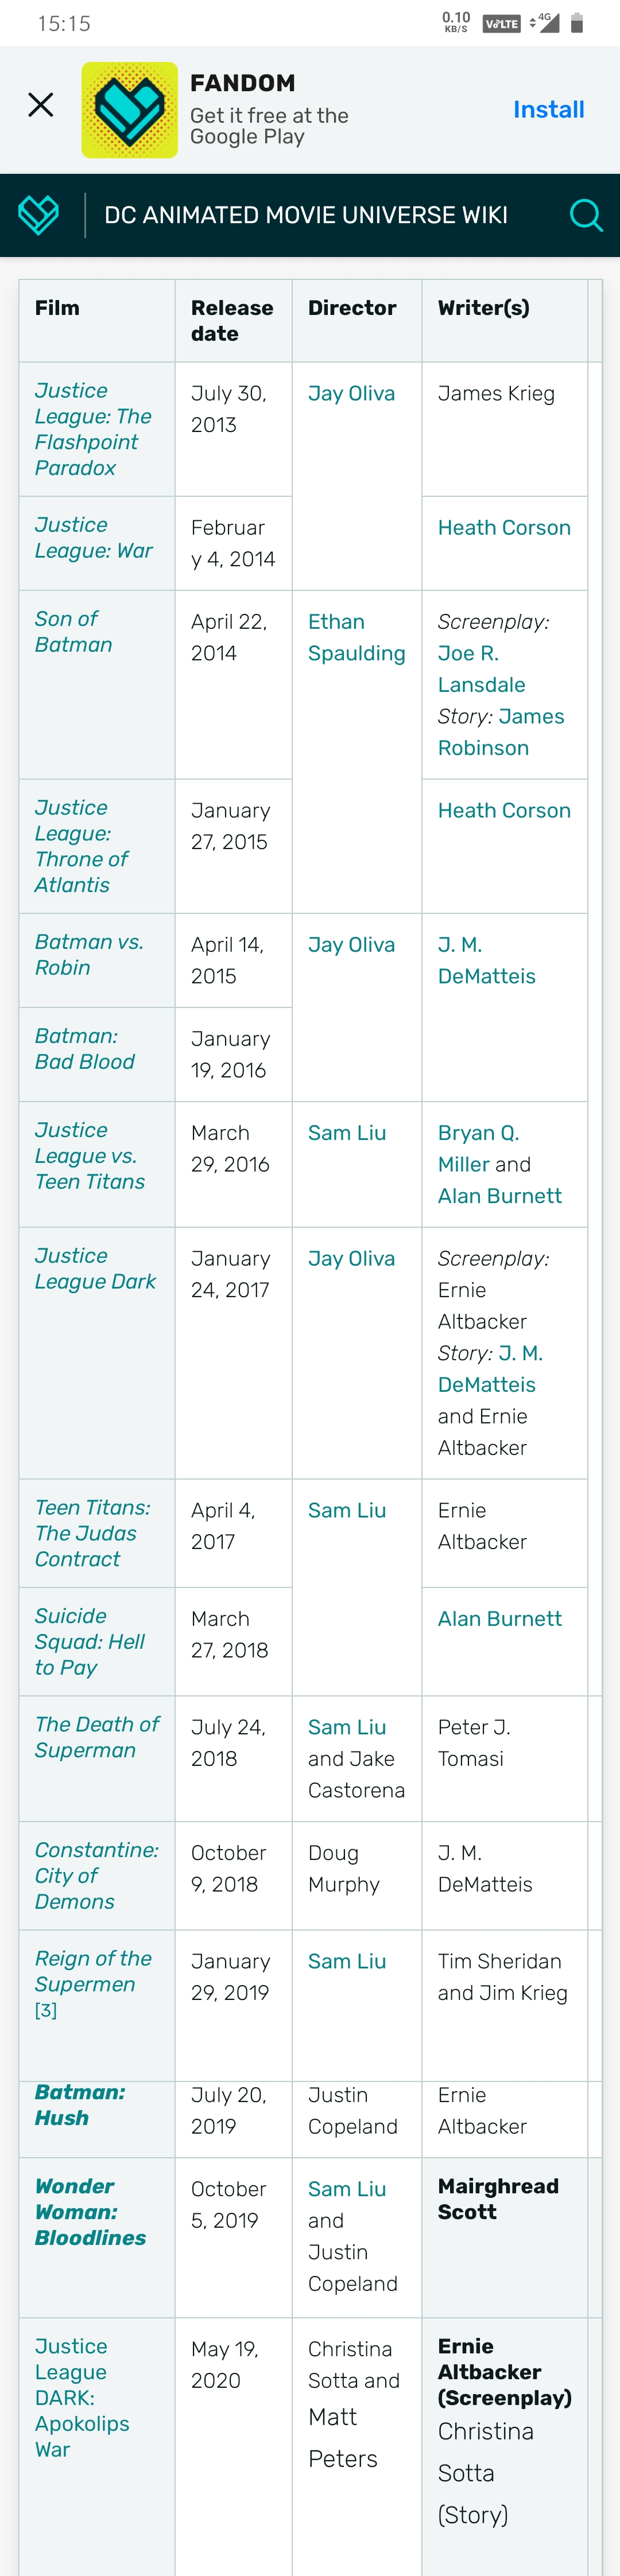 15:15
0.10
KB/S
VoLTE
4G
FANDOM
Get it free at the
Google Play
Install
DC ANIMATED MOVIE UNIVERSE WIKI
Film
Release
date
Director
Writer(s)
Justice
League: The
Flashpoint
Paradox
July 30,
2013
Jay Oliva
James Krieg
Justice
League: War
Februar
y 4, 2014
Heath Corson
Son of
Batman
April 22,
2014
Ethan
Spaulding
Screenplay:
Joe R.
Lansdale
Story: James
Robinson
Justice
League:
Throne of
Atlantis
January
27, 2015
Heath Corson
Batman vs.
Robin
April 14,
2015
Jay Oliva
J. M.
DeMatteis
Batman:
Bad Blood
January
19, 2016
Justice
League vs.
Teen Titans
March
29, 2016
Sam Liu
Bryan Q.
Miller and
Alan Burnett
Justice
League Dark
January
24, 2017
Jay Oliva
Screenplay:
Ernie
Altbacker
Story: J. M.
DeMatteis
and Ernie
Altbacker
Teen Titans:
The Judas
Contract
April 4,
2017
Sam Liu
Ernie
Altbacker
Suicide
Squad: Hell
to Pay
March
27, 2018
Alan Burnett
The Death of
Superman
July 24,
2018
Sam Liu
and Jake
Castorena
Peter J.
Tomasi
Constantine:
City of
Demons
October
9, 2018
Doug
Murphy
J. M.
DeMatteis
Reign of the
Supermen
[3]
January
29, 2019
Sam Liu
Tim Sheridan
and Jim Krieg
Batman:
Hush
July 20,
2019
Justin
Copeland
Ernie
Altbacker
Wonder
Woman:
Bloodlines
October
5, 2019
Sam Liu
and
Justin
Copeland
Mairghread
Scott
Justice
League
DARK:
Apokolips
War
May 19,
2020
Christina
Sotta and
Matt
Peters
Ernie
Altbacker
(Screenplay)
Christina
Sotta
(Story)